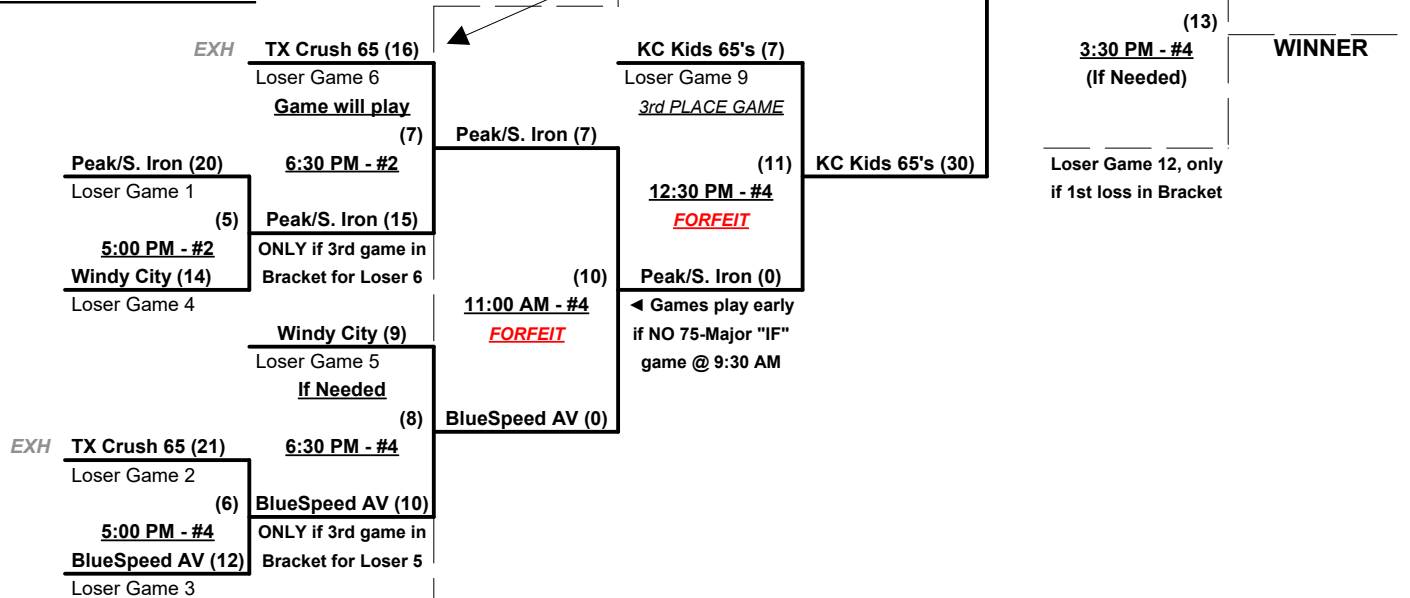 EXH TX Crush 65 (16)
Loser Game 6
Game will play
(7)
6:30 PM - #2
Peak/S. Iron (20)
Loser Game 1
(5)
5:00 PM - #2
Windy City (14)
Loser Game 4
Peak/S. Iron (15)
ONLY if 3rd game in
Bracket for Loser 6
Windy City (9)
Loser Game 5
If Needed
(8)
6:30 PM - #4
EXH TX Crush 65 (21)
Loser Game 2
(6)
5:00 PM - #4
BlueSpeed AV (12)
Loser Game 3
BlueSpeed AV (10)
ONLY if 3rd game in
Bracket for Loser 5
Peak/S. Iron (7)
(10)
11:00 AM - #4
FORFEIT
BlueSpeed AV (0)
KC Kids 65's (7)
Loser Game 9
3rd PLACE GAME
(11)
12:30 PM - #4
FORFEIT
Peak/S. Iron (0)
◄ Games play early
if NO 75-Major "IF"
game @ 9:30 AM
KC Kids 65's (30)
(13)
3:30 PM - #4
(If Needed)
Loser Game 12, only
if 1st loss in Bracket
WINNER